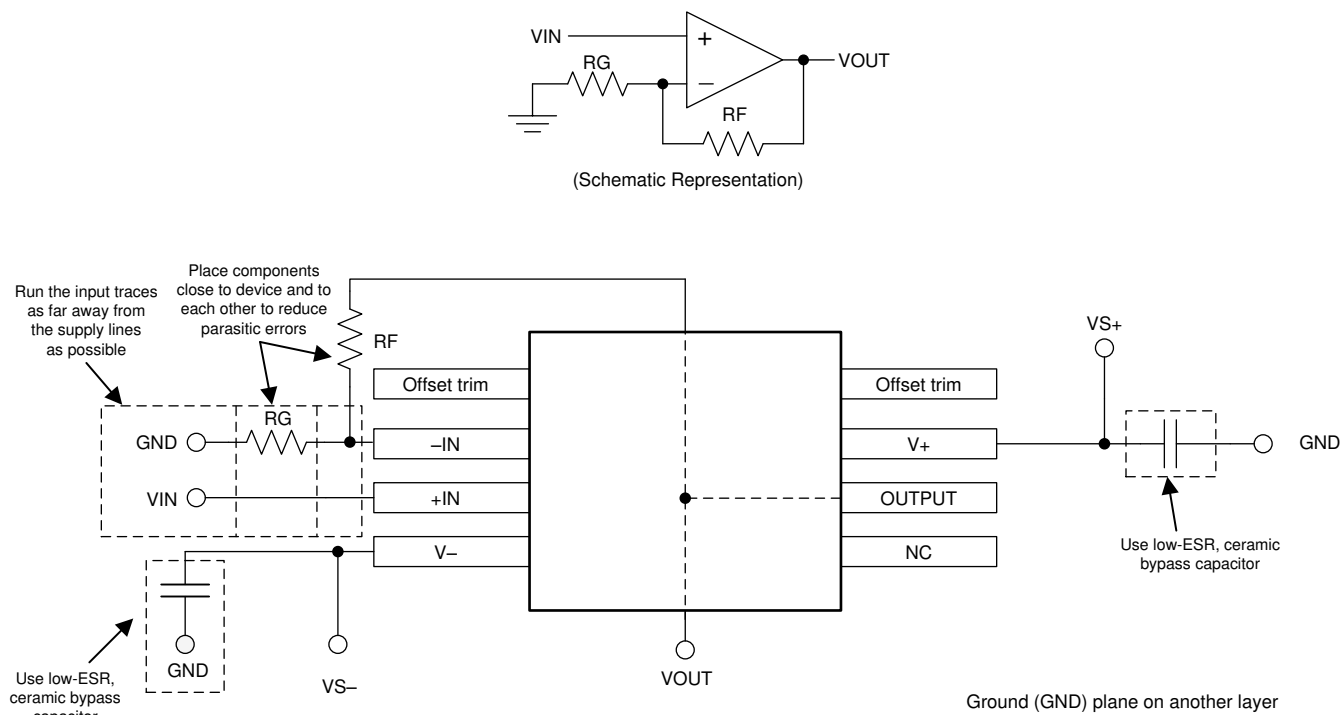 VIN
+
VOUT
RG
−
RF
(Schematic Representation)
Place components
close to device and to
each other to reduce
parasitic errors
Run the input traces
as far away from
the supply lines
as possible
RF
VS+
Offset trim
Offset trim
RG
GND
–IN
V+
GND
VIN
+IN
OUTPUT
V–
NC
Use low-ESR, ceramic
bypass capacitor
GND
VS–
VOUT
Use low-ESR,
ceramic bypass
capacitor
Ground (GND) plane on another layer